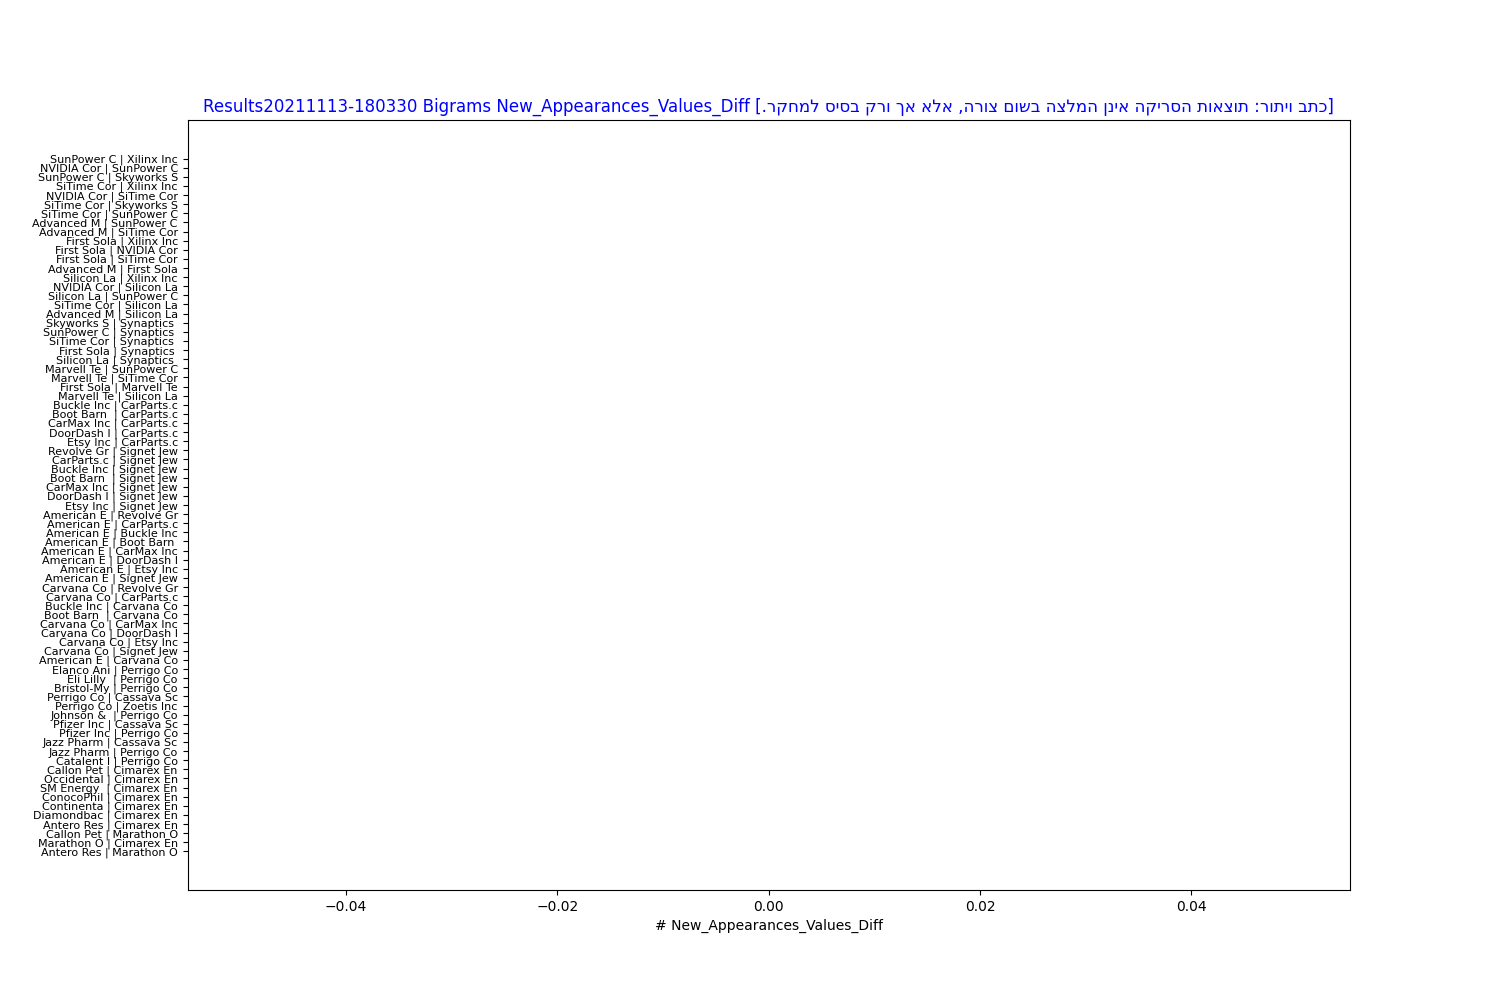 Results20211113-180330 Bigrams New_Appearances_Values_Diff [כתב ויתור: תוצאות הסריקה אינן המלצה בשום צורה, אלא אך ורק בסיס למחקר.]
SunPower C | Xilinx Inc
NVIDIA Cor | SunPower C
SunPower C | Skyworks S
SiTime Cor | Xilinx Inc
NVIDIA Cor | SiTime Cor
SiTime Cor | Skyworks S
SiTime Cor | SunPower C
Advanced M | SunPower C
Advanced M | SiTime Cor
First Sola | Xilinx Inc
First Sola | NVIDIA Cor
First Sola | SiTime Cor
Advanced M | First Sola
Silicon La | Xilinx Inc
NVIDIA Cor | Silicon La
Silicon La | SunPower C
SiTime Cor | Silicon La
Advanced M | Silicon La
Skyworks S | Synaptics
SunPower C | Synaptics
SiTime Cor | Synaptics
First Sola | Synaptics
Silicon La | Synaptics
Marvell Te | SunPower C
Marvell Te | SiTime Cor
First Sola | Marvell Te
Marvell Te | Silicon La
Buckle Inc | CarParts.c
Boot Barn | CarParts.c
CarMax Inc | CarParts.c
DoorDash I | CarParts.c
Etsy Inc | CarParts.c
Revolve Gr | Signet Jew
CarParts.c | Signet Jew
Buckle Inc | Signet Jew
Boot Barn | Signet Jew
CarMax Inc | Signet Jew
DoorDash I | Signet Jew
Etsy Inc | Signet Jew
American E | Revolve Gr
American E | CarParts.c
American E | Buckle Inc
American E | Boot Barn
American E | CarMax Inc
American E | DoorDash I
American E | Etsy Inc
American E | Signet Jew
Carvana Co | Revolve Gr
Carvana Co | CarParts.c
Buckle Inc | Carvana Co
Boot Barn | Carvana Co
Carvana Co | CarMax Inc
Carvana Co | DoorDash I
Carvana Co | Etsy Inc
Carvana Co | Signet Jew
American E | Carvana Co
Elanco Ani | Perrigo Co
Eli Lilly | Perrigo Co
Bristol-My | Perrigo Co
Perrigo Co | Cassava Sc
Perrigo Co | Zoetis Inc
Johnson & | Perrigo Co
Pfizer Inc | Cassava Sc
Pfizer Inc | Perrigo Co
Jazz Pharm | Cassava Sc
Jazz Pharm | Perrigo Co
Catalent I | Perrigo Co
Callon Pet | Cimarex En
Occidental | Cimarex En
SM Energy | Cimarex En
ConocoPhil | Cimarex En
Continenta | Cimarex En
Diamondbac | Cimarex En
Antero Res | Cimarex En
Callon Pet | Marathon O
Marathon O | Cimarex En
Antero Res | Marathon O
−0.04 −0.02 0.00 0.02 0.04
# New_Appearances_Values_Diff